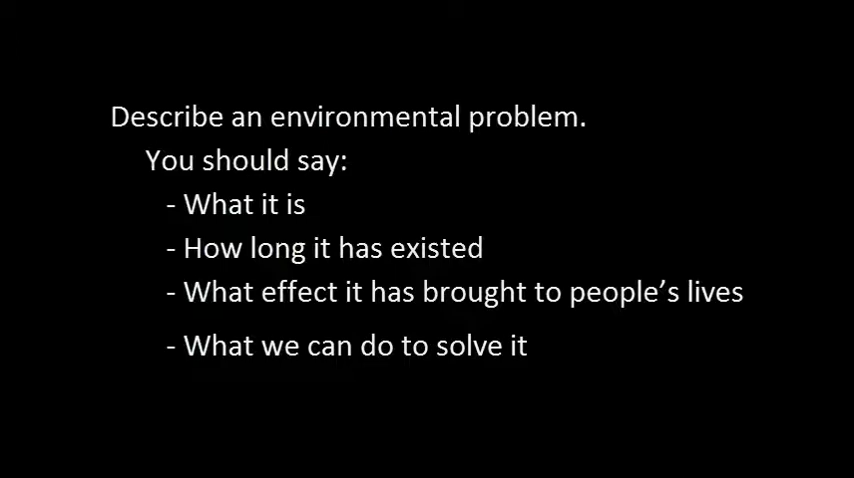 Describe an environmental problem.
You should say:
- What it is
- How long it has existed
- What effect it has brought to people’s lives
- What we can do to solve it